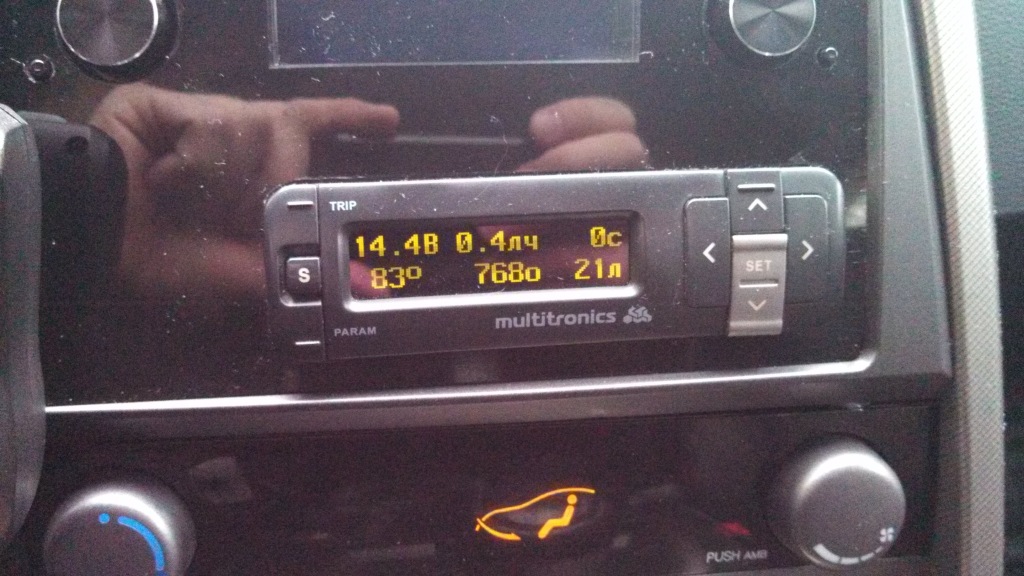 TRIP
14.4В 0.4лч 0с
83° 768о 21л
S
SET
PARAM
multitronics
PUSH AMB